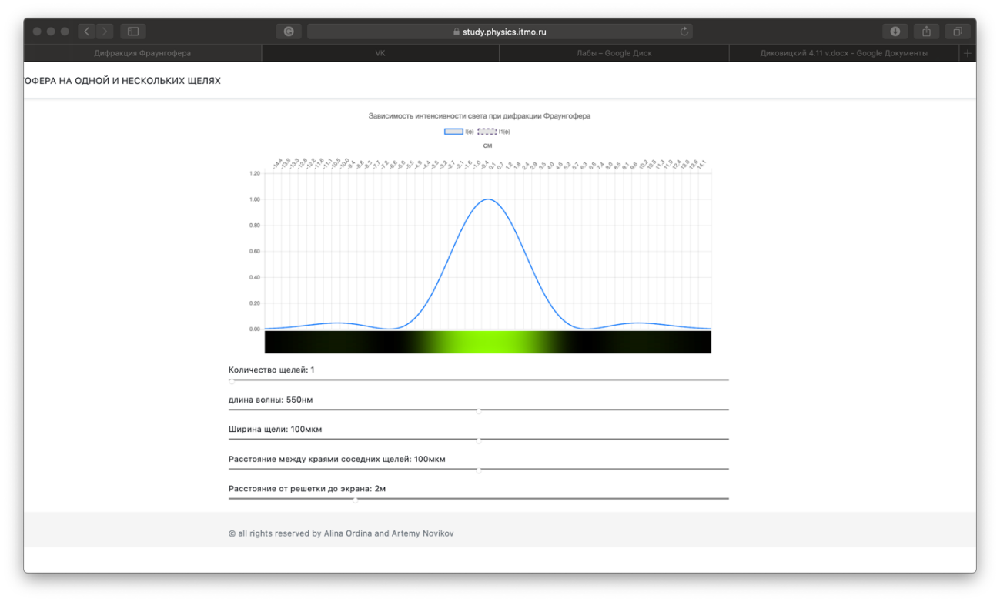 study.physics.itmo.ru
Дифракция Фраунгофера
VK
Лабы – Google Диск
Диковицкий 4.11 v.docx - Google Документы
ОФЕРА НА ОДНОЙ И НЕСКОЛЬКИХ ЩЕЛЯХ
Зависимость интенсивности света при дифракции Фраунгофера
I(φ) I1(φ)
см
-14.4 -13.9 -13.3 -12.8 -12.2 -11.6 -11.1 -10.5 -10.0 -9.4 -8.8 -8.3 -7.7 -7.2 -6.6 -6.0 -5.5 -4.9 -4.4 -3.8 -3.2 -2.7 -2.1 -1.6 -1.0 -0.4 0.1 0.7 1.2 1.8 2.4 2.9 3.5 4.0 4.6 5.2 5.7 6.3 6.8 7.4 8.0 8.5 9.1 9.6 10.2 10.8 11.3 11.9 12.4 13.0 13.6 14.1
1.20
1.00
0.80
0.60
0.40
0.20
0.00
Количество щелей: 1
длина волны: 550нм
Ширина щели: 100мкм
Расстояние между краями соседних щелей: 100мкм
Расстояние от решетки до экрана: 2м
© all rights reserved by Alina Ordina and Artemy Novikov